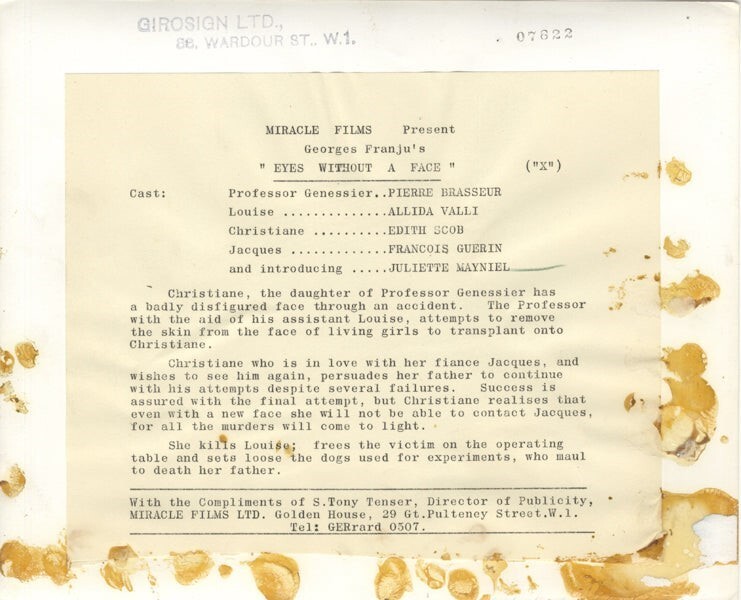 GIROSIGN LTD.,
86, WARDOUR ST.. W.1.
07622
MIRACLE FILMS Present
Georges Franju's
" EYES WITHOUT A FACE " ("X")
Cast: Professor Genessier..PIERRE BRASSEUR
Louise ..............ALLIDA VALLI
Christiane ..........EDITH SCOB
Jacques .............FRANCOIS GUERIN
and introducing .....JULIETTE MAYNIEL
Christiane, the daughter of Professor Genessier has
a badly disfigured face through an accident. The Professor
with the aid of his assistant Louise, attempts to remove
the skin from the face of living girls to transplant onto
Christiane.
Christiane who is in love with her fiance Jacques, and
wishes to see him again, persuades her father to continue
with his attempts despite several failures. Success is
assured with the final attempt, but Christiane realises that
even with a new face she will not be able to contact Jacques,
for all the murders will come to light.
She kills Louise; frees the victim on the operating
table and sets loose the dogs used for experiments, who maul
to death her father.
With the Compliments of S.Tony Tenser, Director of Publicity,
MIRACLE FILMS LTD. Golden House, 29 Gt.Pulteney Street.W.1.
Tel: GERrard 0507.